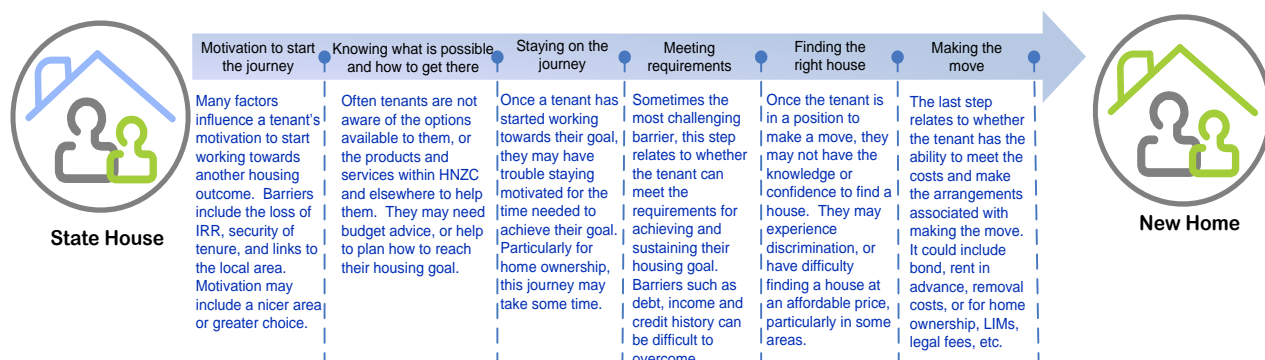 Motivation to start
the journey
Knowing what is possible
and how to get there
Staying on the
journey
Meeting
requirements
Finding the
right house
Making the
move
Many factors
influence a tenant's
motivation to start
working towards
another housing
outcome. Barriers
include the loss of
IRR, security of
tenure, and links to
the local area.
Motivation may
include a nicer area
or greater choice.
Often tenants are not
aware of the options
available to them, or
the products and
services within HNZC
and elsewhere to help
them. They may need
budget advice, or help
to plan how to reach
their housing goal.
Once a tenant has
started working
towards their goal,
they may have
trouble staying
motivated for the
time needed to
achieve their goal.
Particularly for
home ownership,
this journey may
take some time.
Sometimes the
most challenging
barrier, this step
relates to whether
the tenant can
meet the
requirements for
achieving and
sustaining their
housing goal.
Barriers such as
debt, income and
credit history can
be difficult to
overcome
Once the tenant is
in a position to
make a move, they
may not have the
knowledge or
confidence to find a
house. They may
experience
discrimination, or
have difficulty
finding a house at
an affordable price,
particularly in some
areas.
The last step
relates to whether
the tenant has the
ability to meet the
costs and make
the arrangements
associated with
making the move.
It could include
bond, rent in
advance, removal
costs, or for home
ownership, LIMs,
legal fees, etc.
State House
New Home